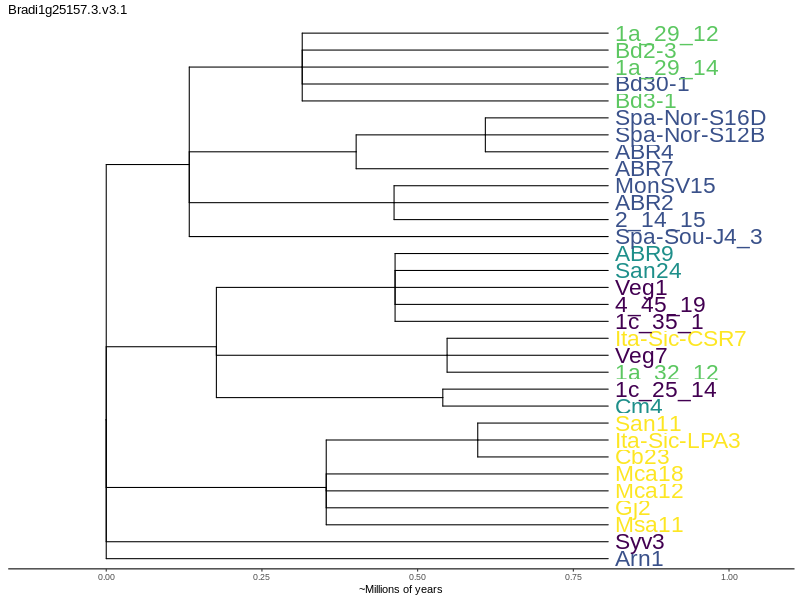 Bradi1g25157.3.v3.1
1a_29_12
Bd2-3
1a_29_14
Bd30-1
Bd3-1
Spa-Nor-S16D
Spa-Nor-S12B
ABR4
ABR7
MonSV15
ABR2
2_14_15
Spa-Sou-J4_3
ABR9
San24
Veg1
4_45_19
1c_35_1
Ita-Sic-CSR7
Veg7
1a_32_12
1c_25_14
Cm4
San11
Ita-Sic-LPA3
Cb23
Mca18
Mca12
Gj2
Msa11
Syv3
Arn1
0.00 0.25 0.50 0.75 1.00
~Millions of years